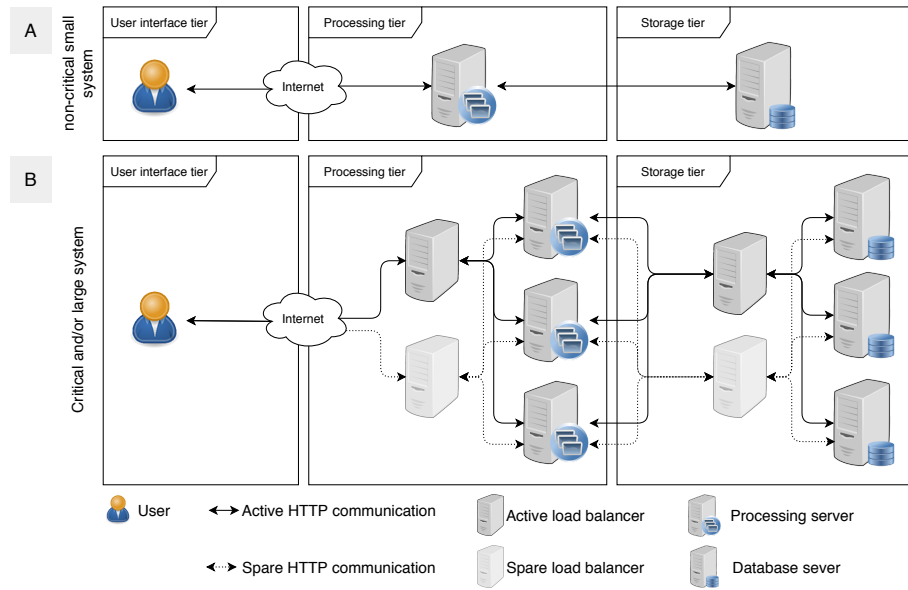 A
non-critical small
system
User interface tier
Processing tier
Storage tier
Internet
B
Critical and/or large system
User interface tier
Processing tier
Storage tier
Internet
User
Active HTTP communication
Active load balancer
Processing server
Spare HTTP communication
Spare load balancer
Database sever